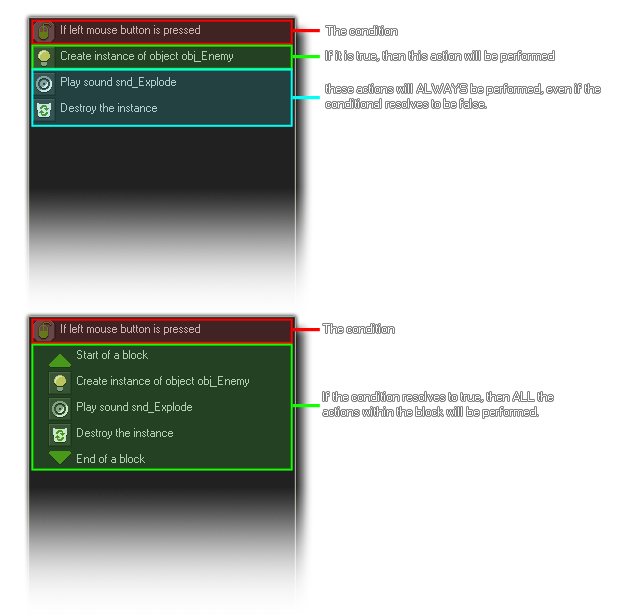 If left mouse button is pressed
The condition
Create instance of object obj_Enemy
If it is true, then this action will be performed
Play sound snd_Explode
Destroy the instance
these actions will ALWAYS be performed, even if the
conditional resolves to be false.
If left mouse button is pressed
The condition
Start of a block
Create instance of object obj_Enemy
Play sound snd_Explode
Destroy the instance
End of a block
If the condition resolves to true, then ALL the
actions within the block will be performed.